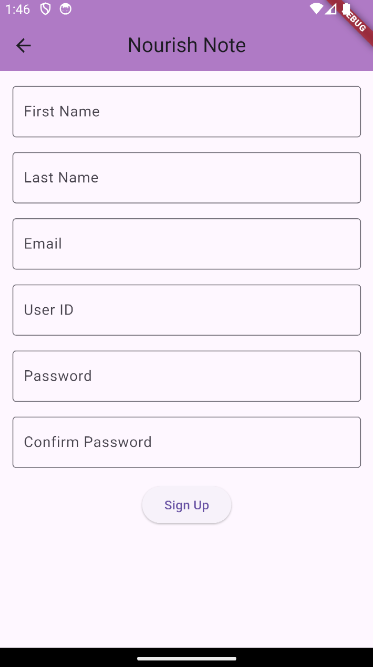 1:46
DEBUG
Nourish Note
First Name
Last Name
Email
User ID
Password
Confirm Password
Sign Up